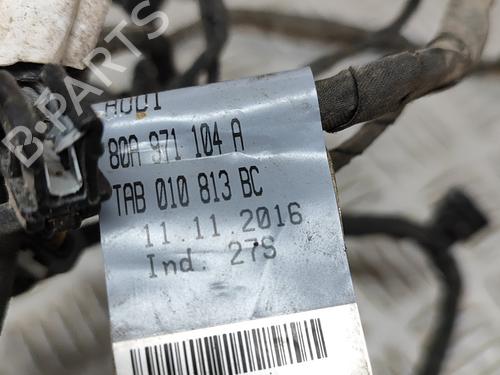 AUDI
80A 971 104 A
TAB 010 813 BC
11.11.2016
Ind. 27S
B-PARTS